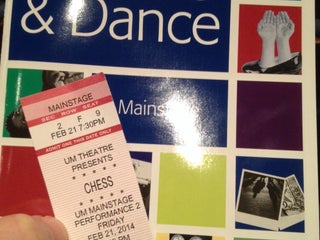 & Dance
Mainst
MAINSTAGE
SEC ROW SEAT
2 F 9
FEB 21 7:30PM
ADMIT ONE THIS DATE ONLY
UM THEATRE
PRESENTS
* * * * *
CHESS
* * * * *
UM MAINSTAGE
PERFORMANCE 2
FRIDAY
FEB 21, 2014